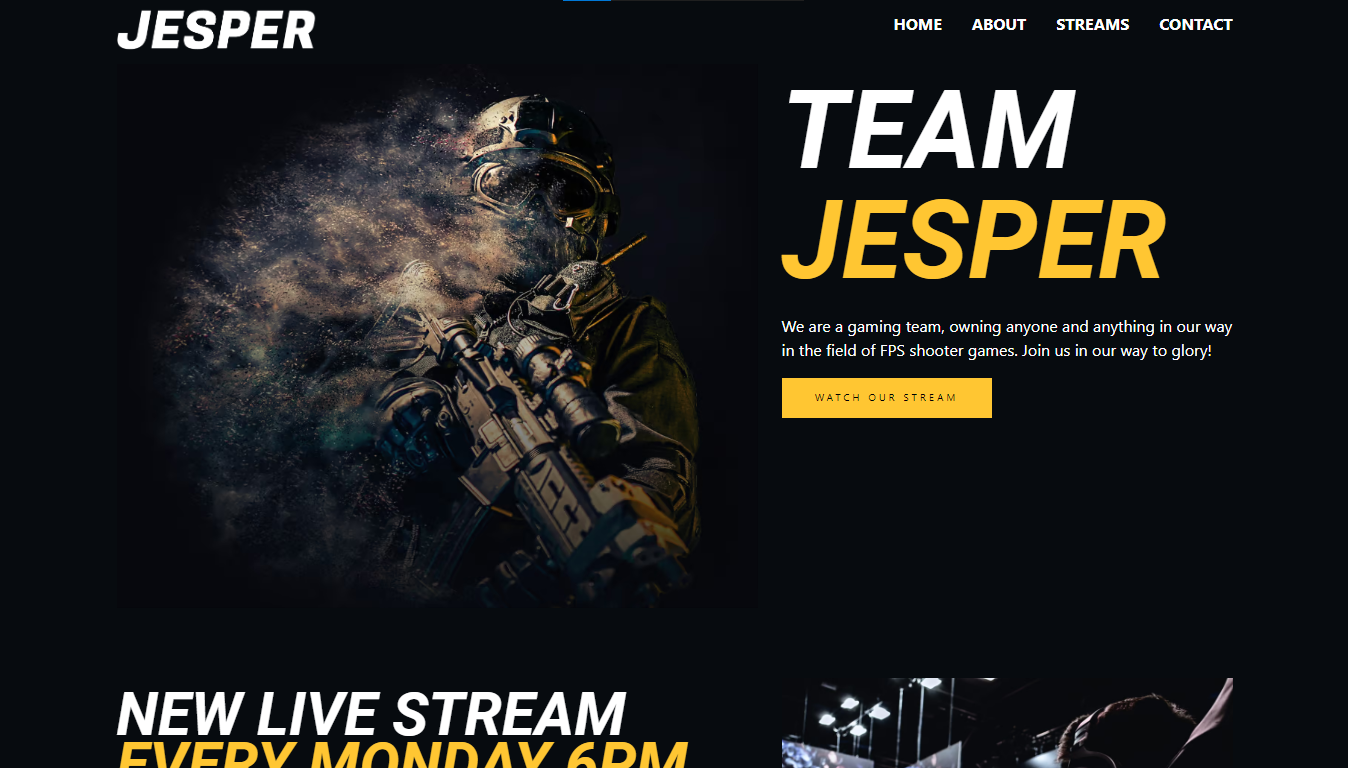 JESPER
HOME ABOUT STREAMS CONTACT
TEAM
JESPER
We are a gaming team, owning anyone and anything in our way
in the field of FPS shooter games. Join us in our way to glory!
WATCH OUR STREAM
NEW LIVE STREAM
EVERY MONDAY 6PM